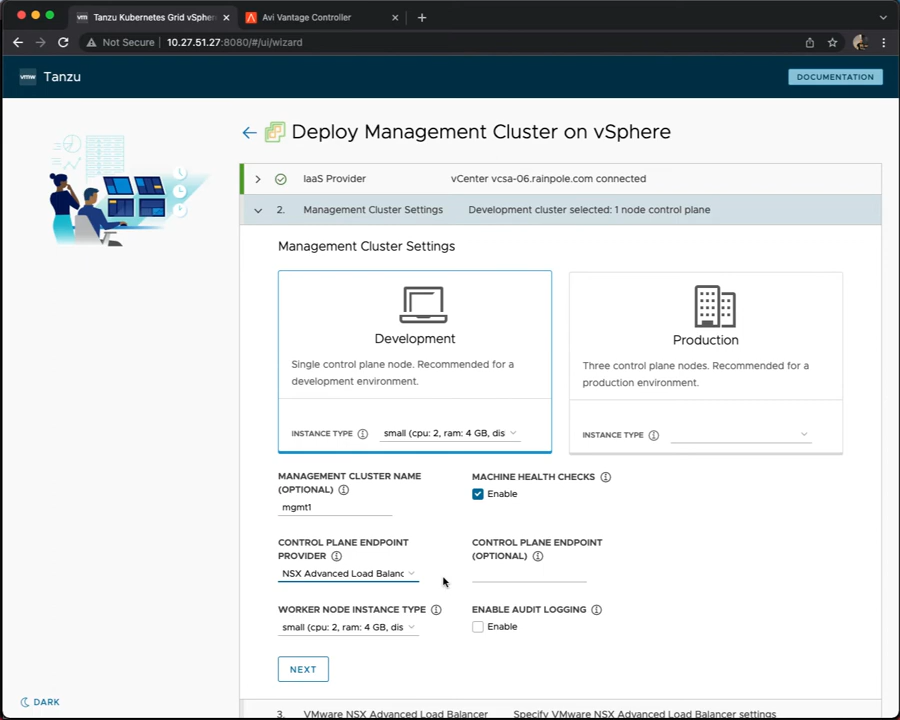 Tanzu Kubernetes Grid vSpher
Avi Vantage Controller
Not Secure 10.27.51.27:8080/#/ui/wizard
vmw Tanzu
DOCUMENTATION
Deploy Management Cluster on vSphere
IaaS Provider vCenter vcsa-06.rainpole.com connected
2. Management Cluster Settings Development cluster selected: 1 node control plane
Management Cluster Settings
Development
Single control plane node. Recommended for a
development environment.
INSTANCE TYPE small (cpu: 2, ram: 4 GB, dis
Production
Three control plane nodes. Recommended for a
production environment.
INSTANCE TYPE
MANAGEMENT CLUSTER NAME
(OPTIONAL)
mgmt1
MACHINE HEALTH CHECKS
Enable
CONTROL PLANE ENDPOINT
PROVIDER
NSX Advanced Load Balanc
CONTROL PLANE ENDPOINT
(OPTIONAL)
WORKER NODE INSTANCE TYPE
small (cpu: 2, ram: 4 GB, dis
ENABLE AUDIT LOGGING
Enable
NEXT
DARK
3. VMware NSX Advanced Load Balancer Specify VMware NSX Advanced Load Balancer settings